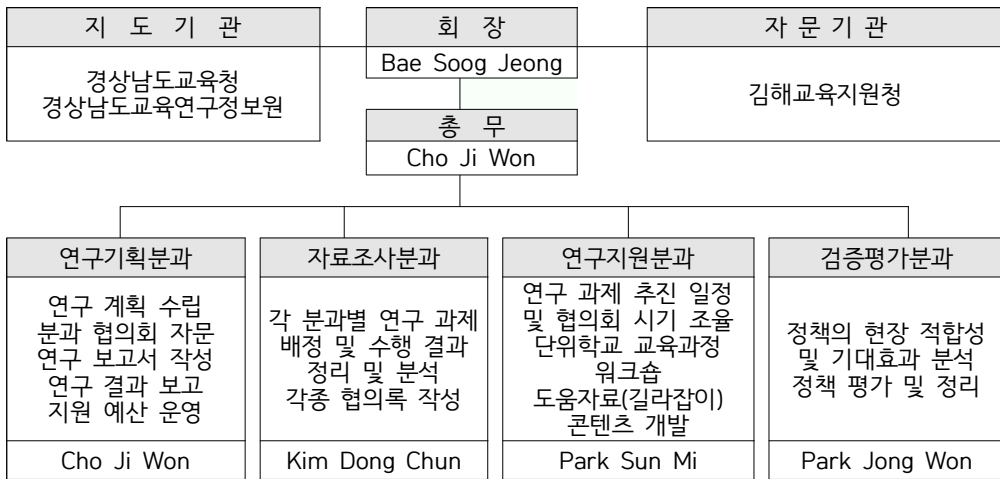 지 도 기 관
경상남도교육청
경상남도교육연구정보원
회 장
Bae Soog Jeong
자 문 기 관
김해교육지원청
총 무
Cho Ji Won
연구기획분과
연구 계획 수립
분과 협의회 자문
연구 보고서 작성
연구 결과 보고
지원 예산 운영
Cho Ji Won
자료조사분과
각 분과별 연구 과제
배정 및 수행 결과
정리 및 분석
각종 협의록 작성
Kim Dong Chun
연구지원분과
연구 과제 추진 일정
및 협의회 시기 조율
단위학교 교육과정
워크숍
도움자료(길라잡이)
콘텐츠 개발
Park Sun Mi
검증평가분과
정책의 현장 적합성
및 기대효과 분석
정책 평가 및 정리
Park Jong Won